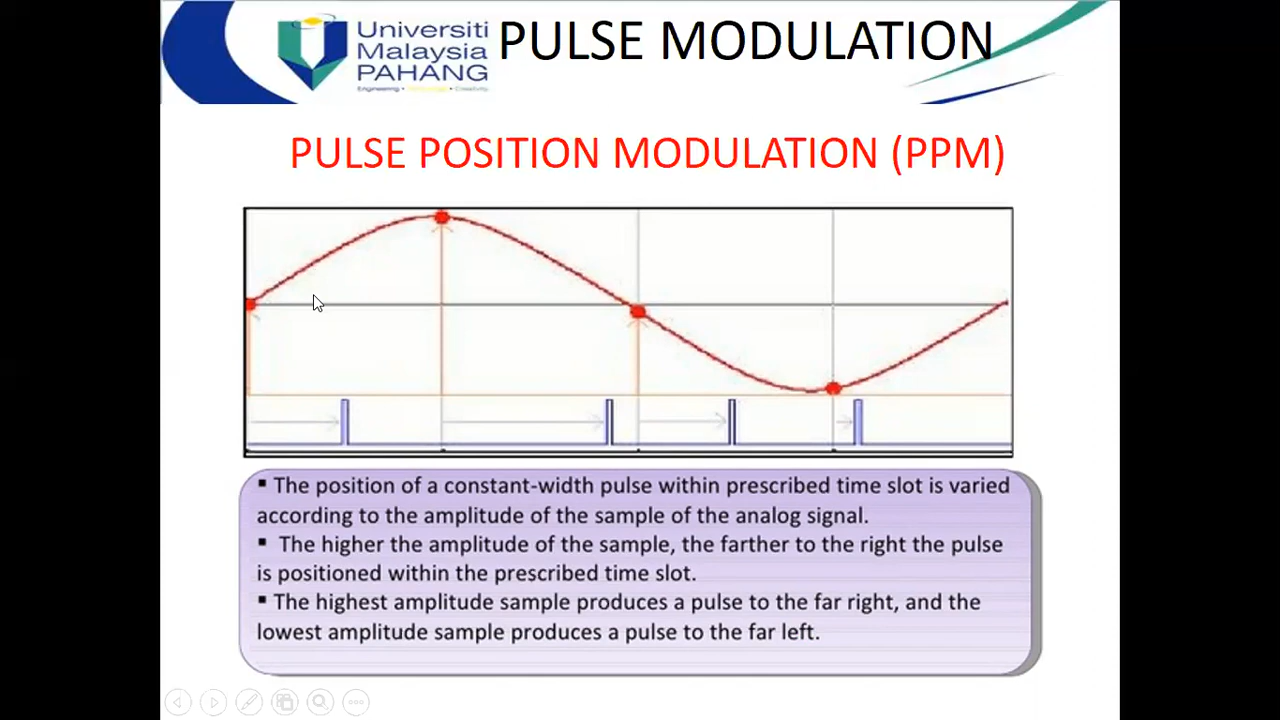 Universiti
Malaysia
PAHANG
Engineering • Technology • Creativity
PULSE MODULATION
PULSE POSITION MODULATION (PPM)
▪ The position of a constant-width pulse within prescribed time slot is varied
according to the amplitude of the sample of the analog signal.
▪ The higher the amplitude of the sample, the farther to the right the pulse
is positioned within the prescribed time slot.
▪ The highest amplitude sample produces a pulse to the far right, and the
lowest amplitude sample produces a pulse to the far left.